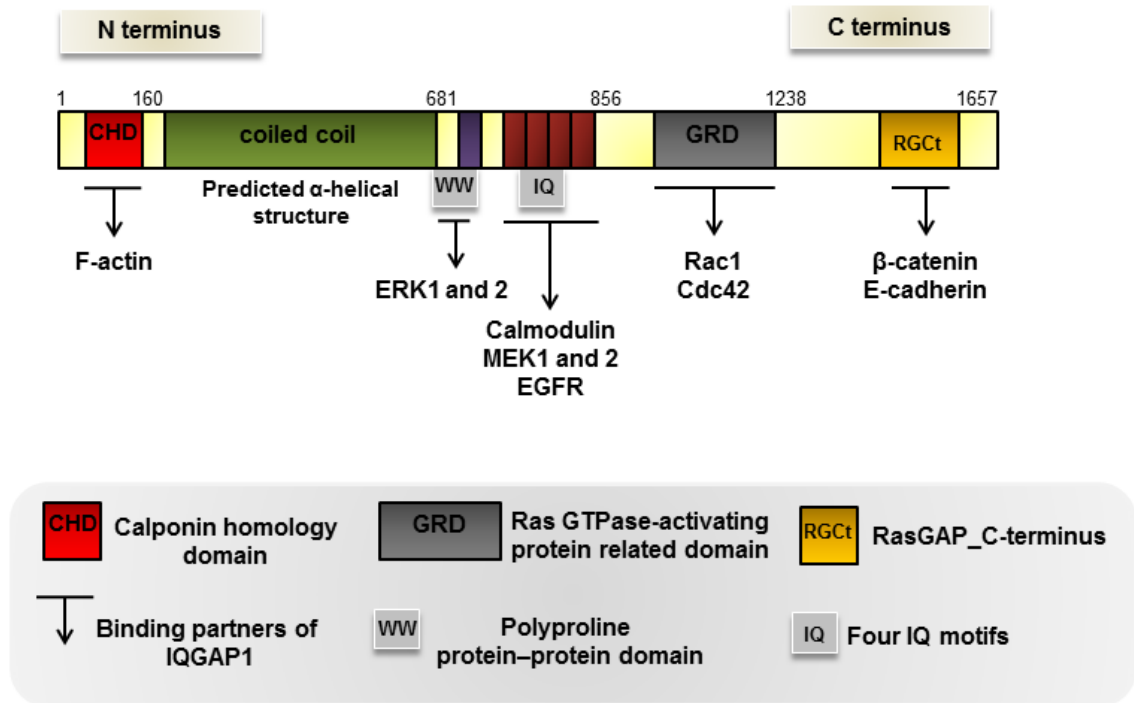 N terminus
C terminus
1
160
681
856
1238
1657
CHD
coiled coil
GRD
RGCt
Predicted α-helical
structure
WW
IQ
F-actin
ERK1 and 2
Calmodulin
MEK1 and 2
EGFR
Rac1
Cdc42
β-catenin
E-cadherin
CHD
Calponin homology
domain
GRD
Ras GTPase-activating
protein related domain
RGCt
RasGAP_C-terminus
Binding partners of
IQGAP1
WW
Polyproline
protein–protein domain
IQ
Four IQ motifs